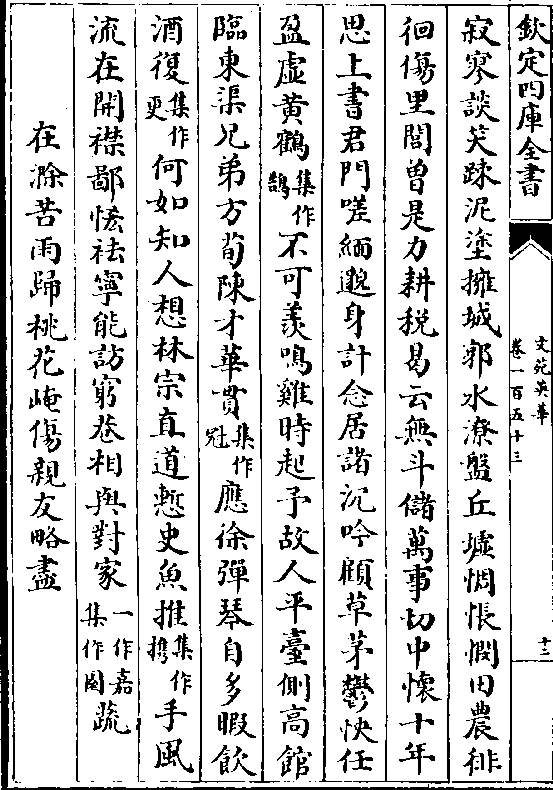 欽定四庫全書
文苑英華
卷一百五十三
十三
寂寥談笑踈泥塗擁城郭水潦盤丘墟惆悵憫田農徘
徊傷里閭曽是力耕税曷云無斗儲萬事切中懷十年
思上書君門嗟緬邈身計念居諸沉吟顧草茅鬱怏任
盈虚黄鶴集作鵠不可羡鳴雞時起予故人平臺側高館
臨東渠兄弟方荀陳才華貫集作冠應徐彈琴自多暇飲
酒復集作更何如知人想林宗直道慙史魚推集作携手風
流在開襟鄙悋袪寧能訪窮巷相與對家一作嘉集作園蔬
在滁苦雨歸桃花崦傷親友略盡